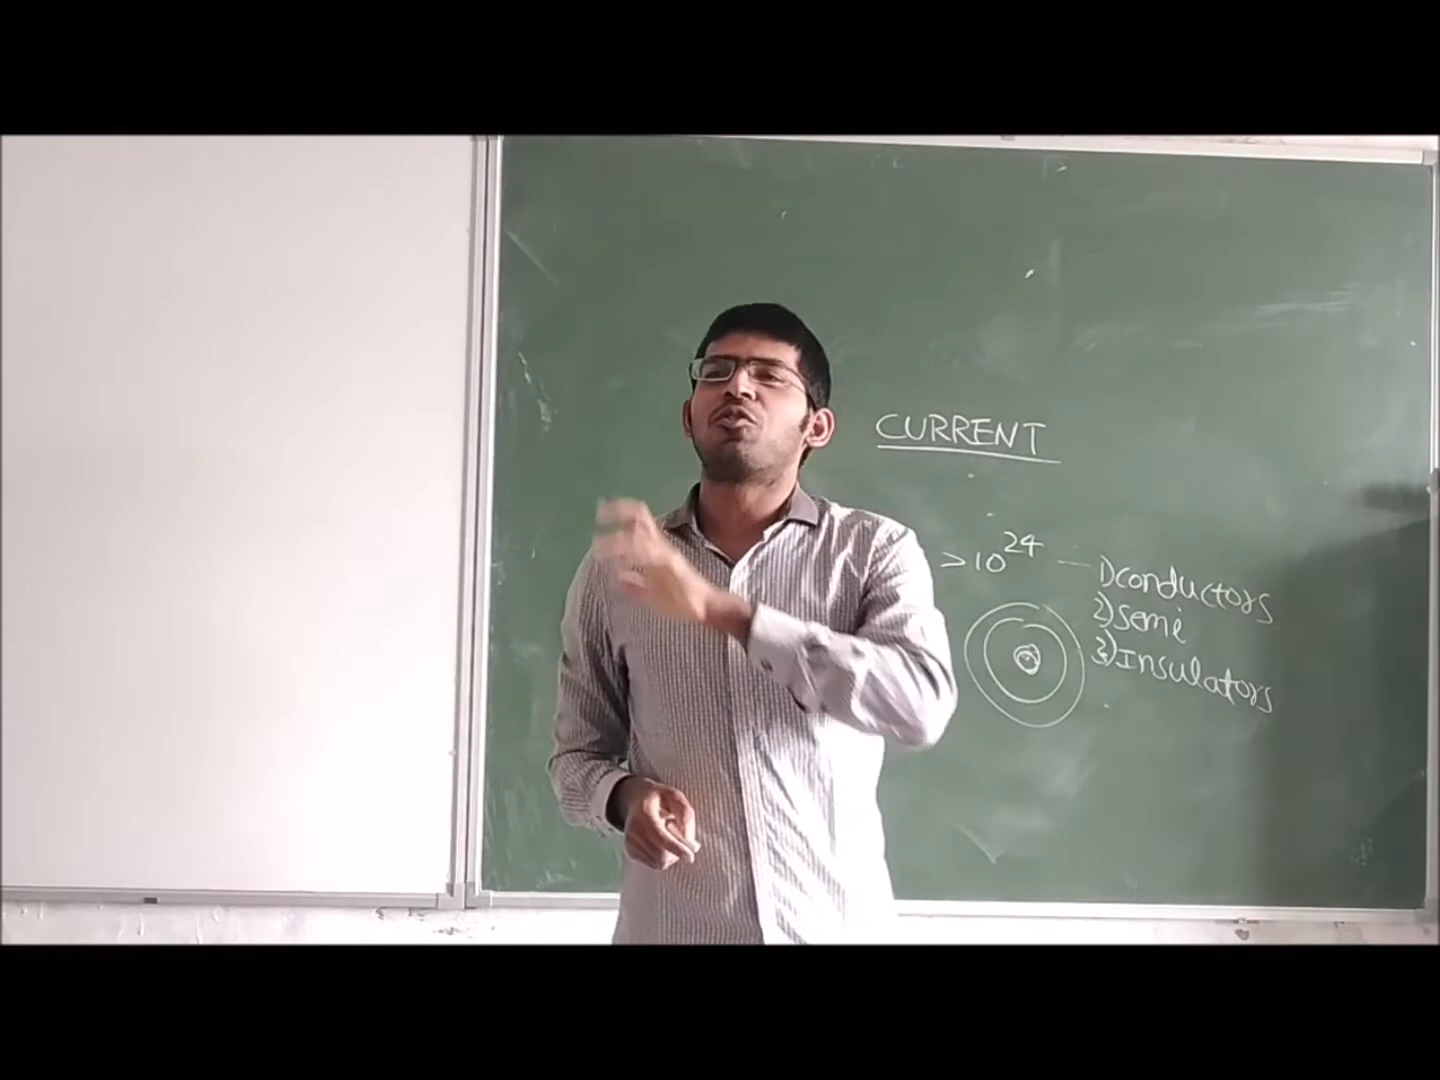 CURRENT
>10^24 — 1)conductors
2)semi
3)Insulators